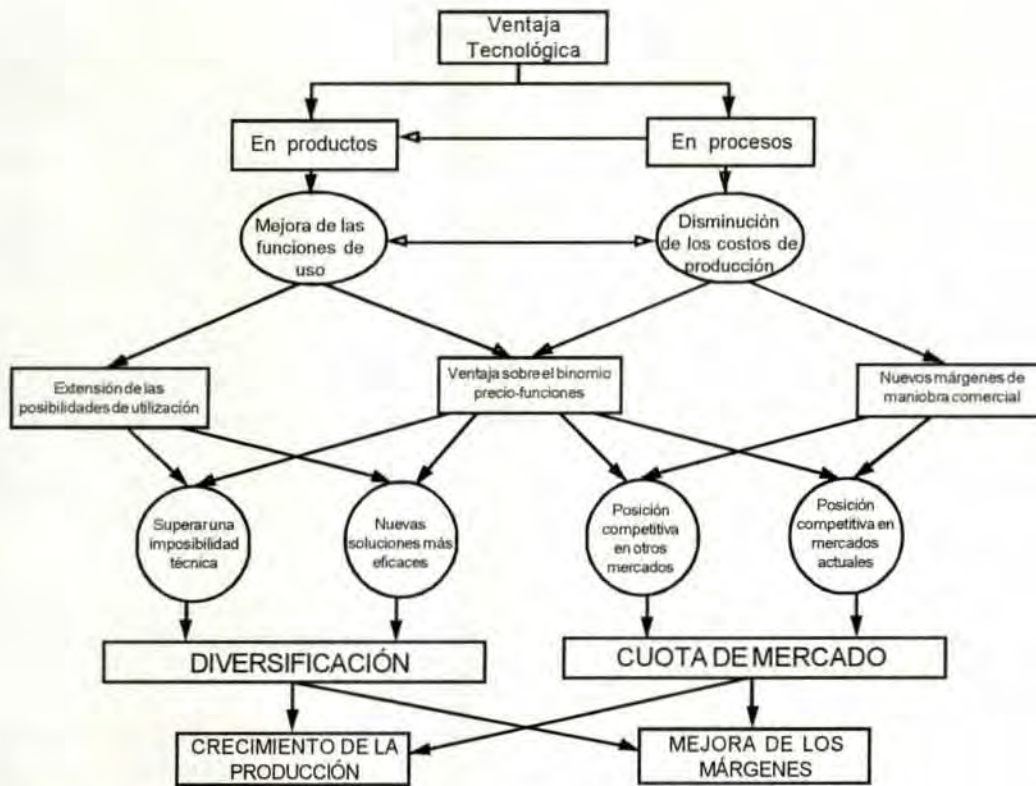 Ventaja
Tecnológica
En productos
En procesos
Mejora de las
funciones de
uso
Disminución
de los costos de
producción
Extensión de las
posibilidades de utilización
Ventaja sobre el binomio
precio-funciones
Nuevos márgenes de
maniobra comercial
Superar una
imposibilidad
técnica
Nuevas
soluciones más
eficaces
Posición
competitiva
en otros
mercados
Posición
competitiva en
mercados
actuales
DIVERSIFICACIÓN
CUOTA DE MERCADO
CRECIMIENTO DE LA
PRODUCCIÓN
MEJORA DE LOS
MÁRGENES